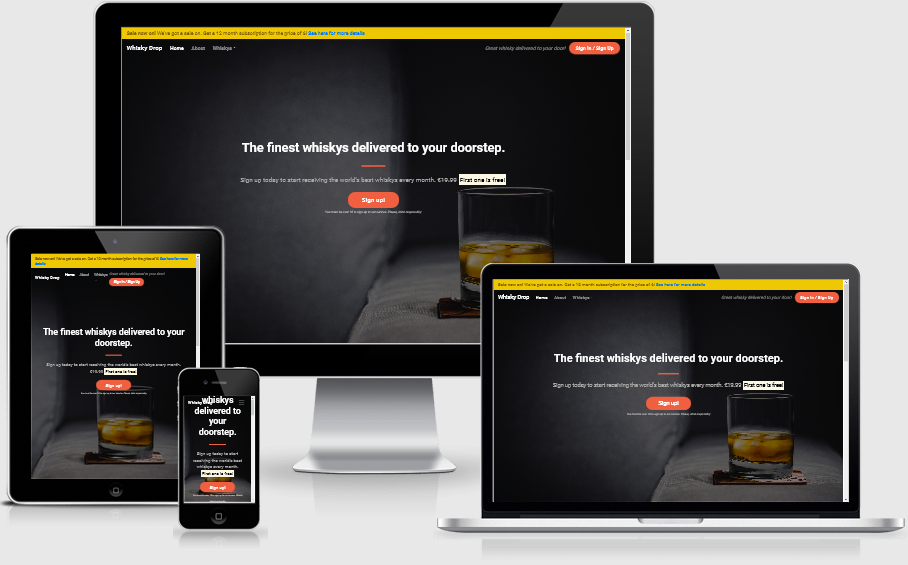 Sale now on! We've got a sale on. Get a 12 month subscription for the price of 6! See here for more details
Whisky Drop Home About Whiskys
Great whisky delivered to your door! Sign In / Sign Up
The finest whiskys delivered to your doorstep.
Sign up today to start receiving the world's best whiskys every month. €19.99 First one is free!
Sign up!
Sale now on! We've got a sale on. Get a 12 month subscription for the price of 6! See here for more
details
Whisky Drop Home About Whiskys Great whisky delivered to your door!
Sign In / Sign Up
The finest whiskys delivered to your
doorstep.
Sign up today to start receiving the world's best whiskys every month.
€19.99 First one is free!
Sign up!
Whisky Drop
whiskys
delivered to
your
doorstep.
Sign up today to start
receiving the world's best
whiskys every month.
First one is free!
Sign up!
Sale now on! We've got a sale on. Get a 12 month subscription for the price of 6! See here for more details
Whisky Drop Home About Whiskys
Great whisky delivered to your door! Sign In / Sign Up
The finest whiskys delivered to your doorstep.
Sign up today to start receiving the world's best whiskys every month. €19.99 First one is free!
Sign up!